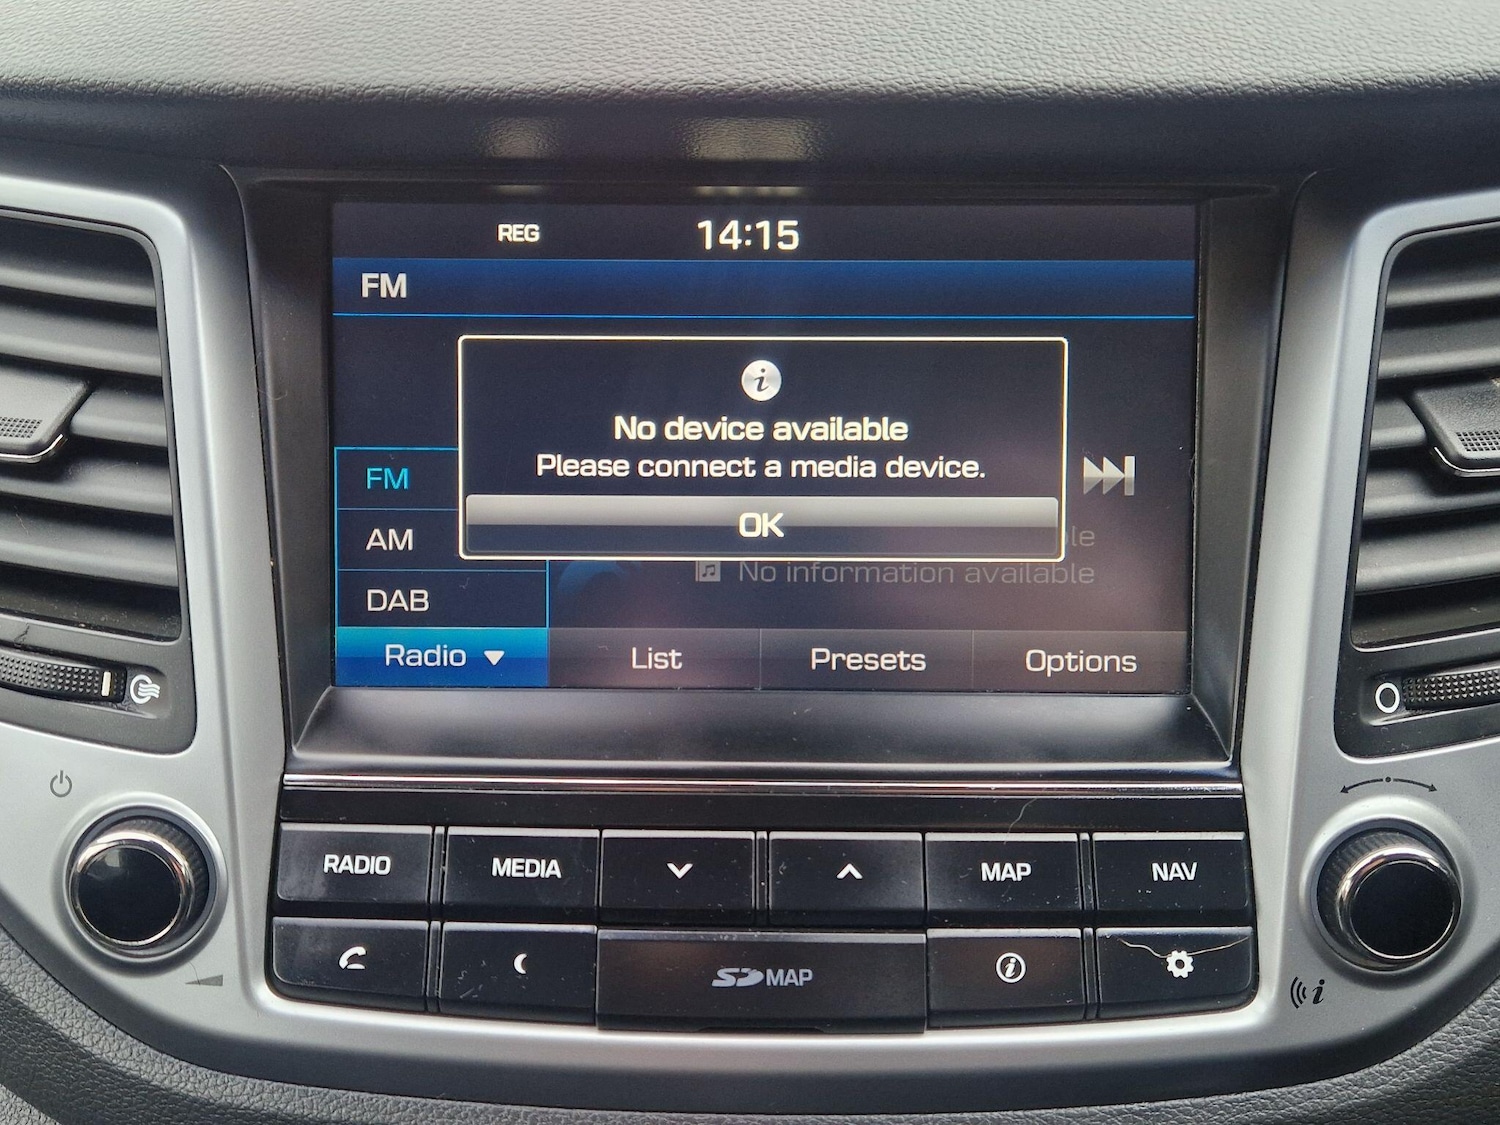 REG 14:15
FM
No device available
Please connect a media device.
OK
FM
AM
DAB
No information available
Radio List Presets Options
RADIO MEDIA MAP NAV
SD MAP